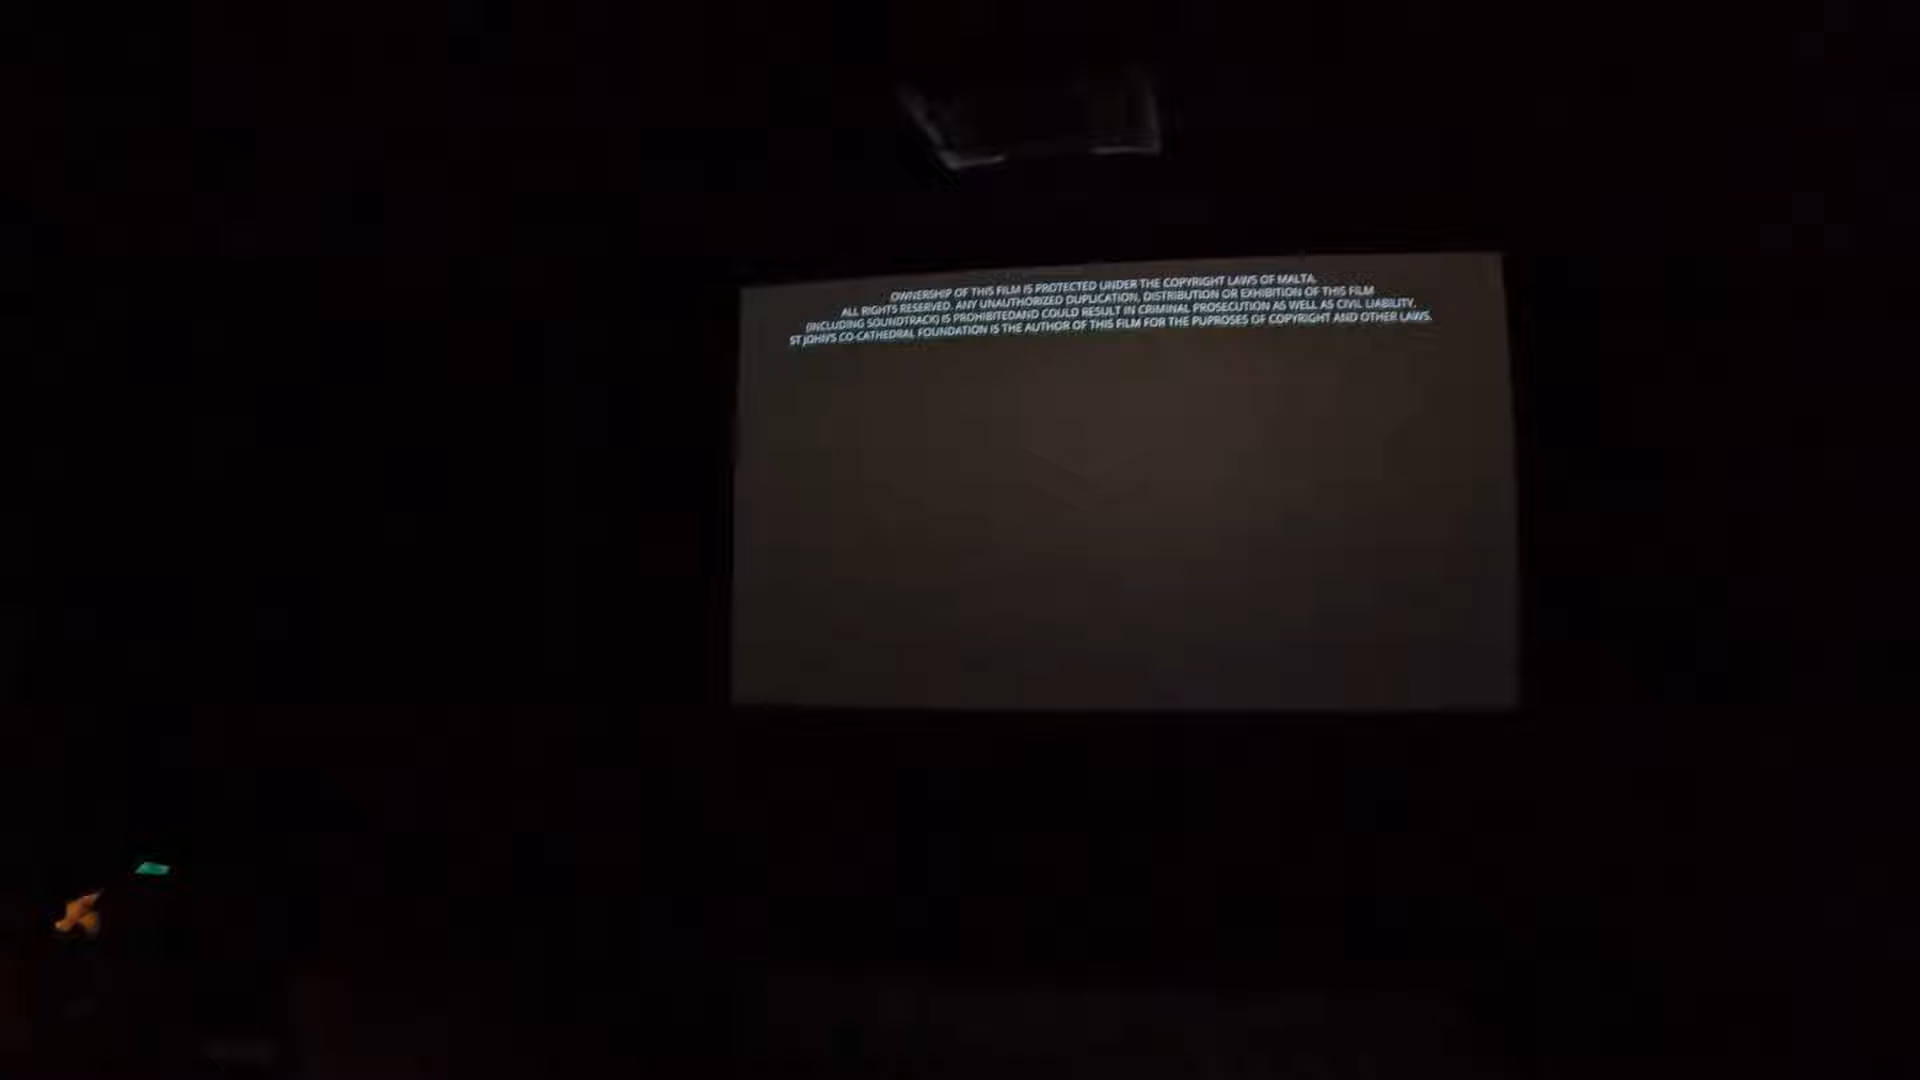 OWNERSHIP OF THIS FILM IS PROTECTED UNDER THE COPYRIGHT LAWS OF MALTA.
ALL RIGHTS RESERVED. ANY UNAUTHORIZED DUPLICATION, DISTRIBUTION OR EXHIBITION OF THIS FILM
(INCLUDING SOUNDTRACK) IS PROHIBITEDAND COULD RESULT IN CRIMINAL PROSECUTION AS WELL AS CIVIL LIABILITY.
ST JOHN'S CO-CATHEDRAL FOUNDATION IS THE AUTHOR OF THIS FILM FOR THE PUPROSES OF COPYRIGHT AND OTHER LAWS.